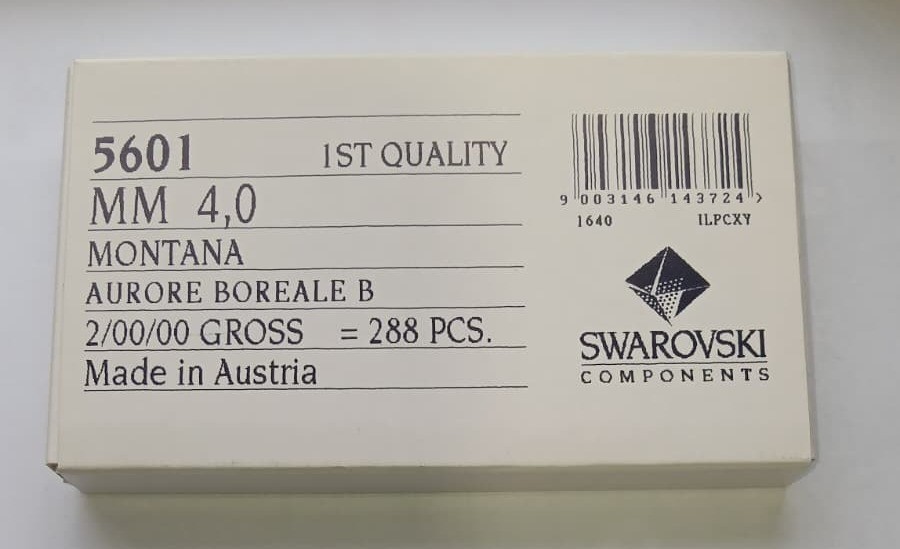 5601 1ST QUALITY
MM 4,0
MONTANA
AURORE BOREALE B
2/00/00 GROSS = 288 PCS.
Made in Austria
9 003146 143724 >
1640 ILPCXY
SWAROVSKI
COMPONENTS